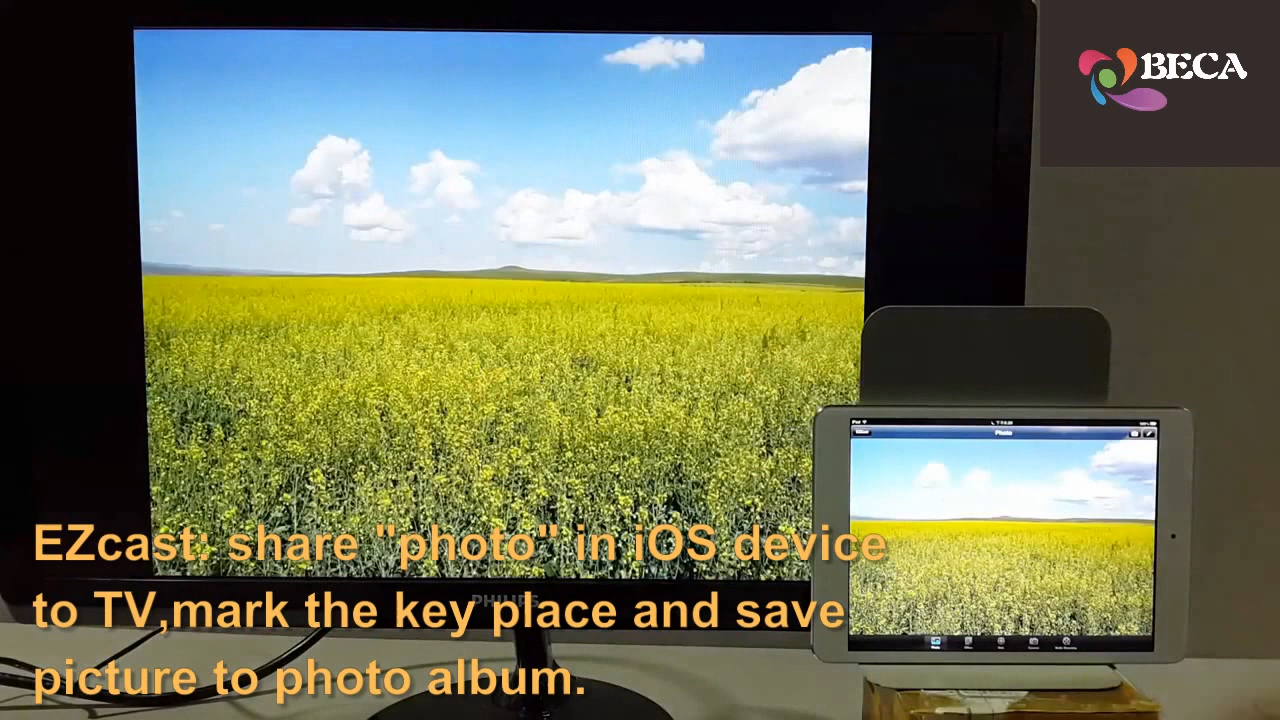 BECA
Photo
EZcast: share "photo" in iOS device
to TV,mark the key place and save
picture to photo album.
PHILIPS